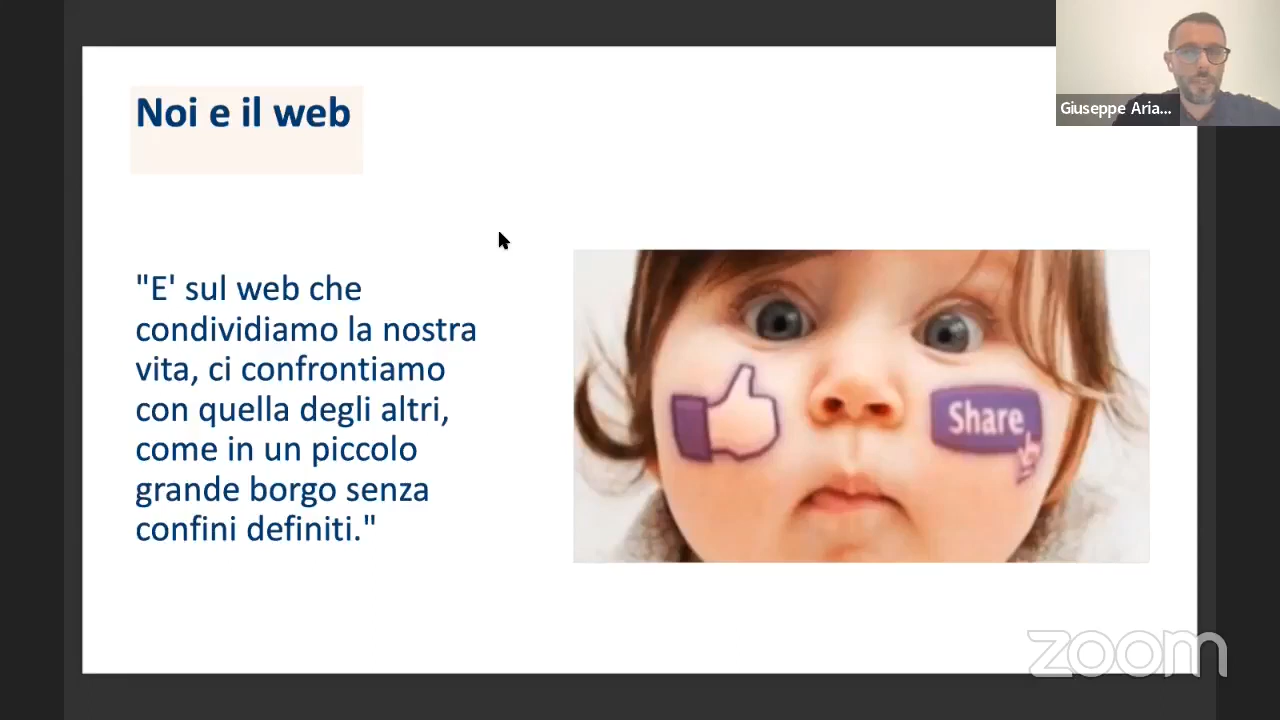 Noi e il web
Giuseppe Aria...
"E' sul web che
condividiamo la nostra
vita, ci confrontiamo
con quella degli altri,
come in un piccolo
grande borgo senza
confini definiti."
Share
zoom